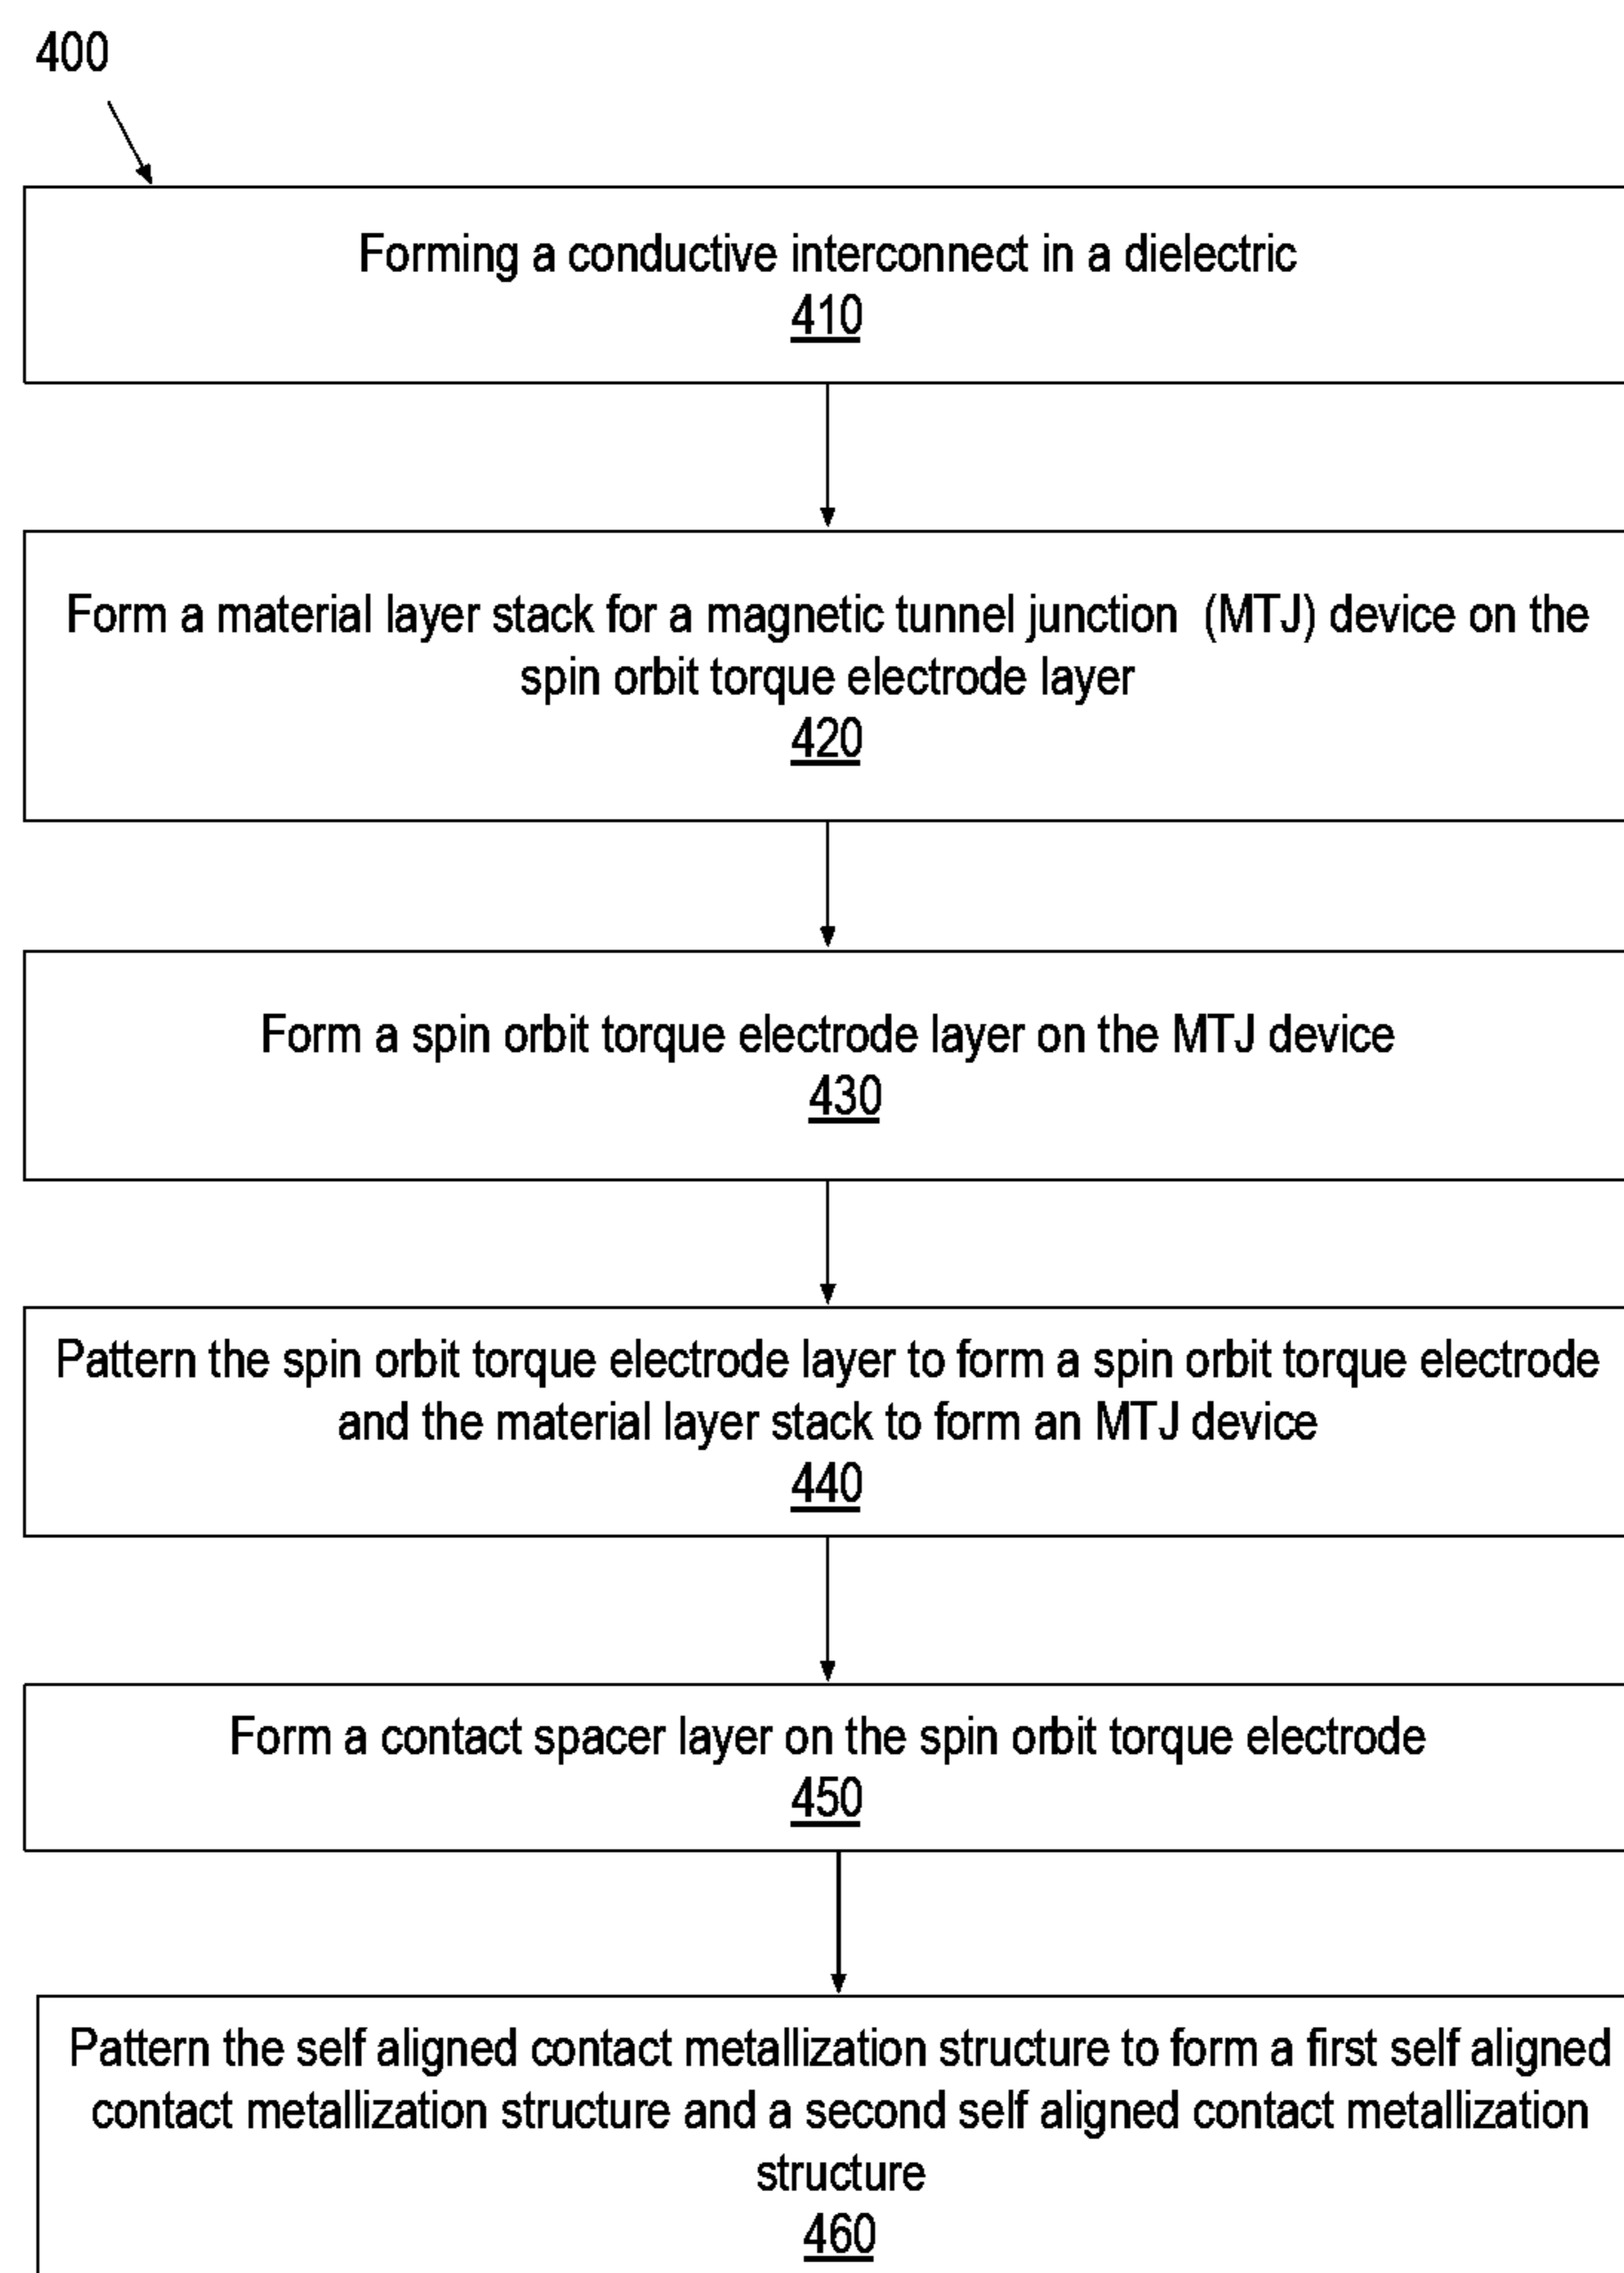 400
Forming a conductive interconnect in a dielectric
410
Form a material layer stack for a magnetic tunnel junction (MTJ) device on the
spin orbit torque electrode layer
420
Form a spin orbit torque electrode layer on the MTJ device
430
Pattern the spin orbit torque electrode layer to form a spin orbit torque electrode
and the material layer stack to form an MTJ device
440
Form a contact spacer layer on the spin orbit torque electrode
450
Pattern the self aligned contact metallization structure to form a first self aligned
contact metallization structure and a second self aligned contact metallization
structure
460